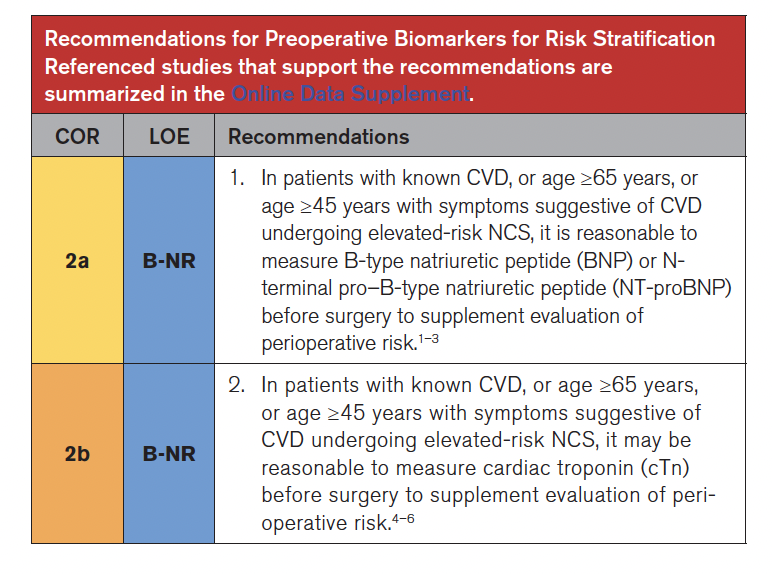 Recommendations for Preoperative Biomarkers for Risk Stratification
Referenced studies that support the recommendations are
summarized in the Online Data Supplement.
COR LOE Recommendations
2a B-NR
1. In patients with known CVD, or age ≥65 years, or
age ≥45 years with symptoms suggestive of CVD
undergoing elevated-risk NCS, it is reasonable to
measure B-type natriuretic peptide (BNP) or N-
terminal pro–B-type natriuretic peptide (NT-proBNP)
before surgery to supplement evaluation of
perioperative risk.¹⁻³
2b B-NR
2. In patients with known CVD, or age ≥65 years,
or age ≥45 years with symptoms suggestive of
CVD undergoing elevated-risk NCS, it may be
reasonable to measure cardiac troponin (cTn)
before surgery to supplement evaluation of peri-
operative risk.⁴⁻⁶